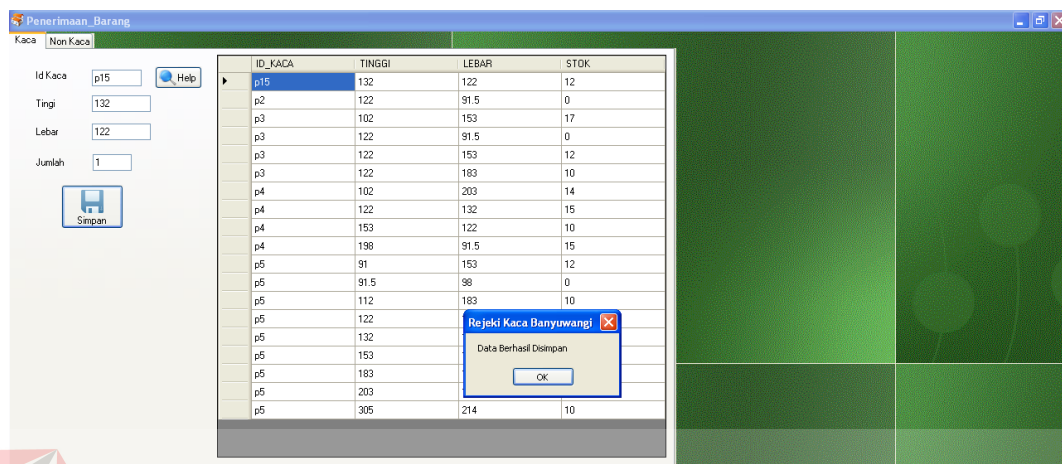 Penerimaan_Barang
Kaca Non Kaca
Id Kaca p15 Help
Tingi 132
Lebar 122
Jumlah 1
Simpan
ID_KACA TINGGI LEBAR STOK
p15 132 122 12
p2 122 91.5 0
p3 102 153 17
p3 122 91.5 0
p3 122 153 12
p3 122 183 10
p4 102 203 14
p4 122 132 15
p4 153 122 10
p4 198 91.5 15
p5 91 153 12
p5 91.5 98 0
p5 112 183 10
p5 122
p5 132
p5 153
p5 183
p5 203
p5 305 214 10
Rejeki Kaca Banyuwangi
Data Berhasil Disimpan
OK